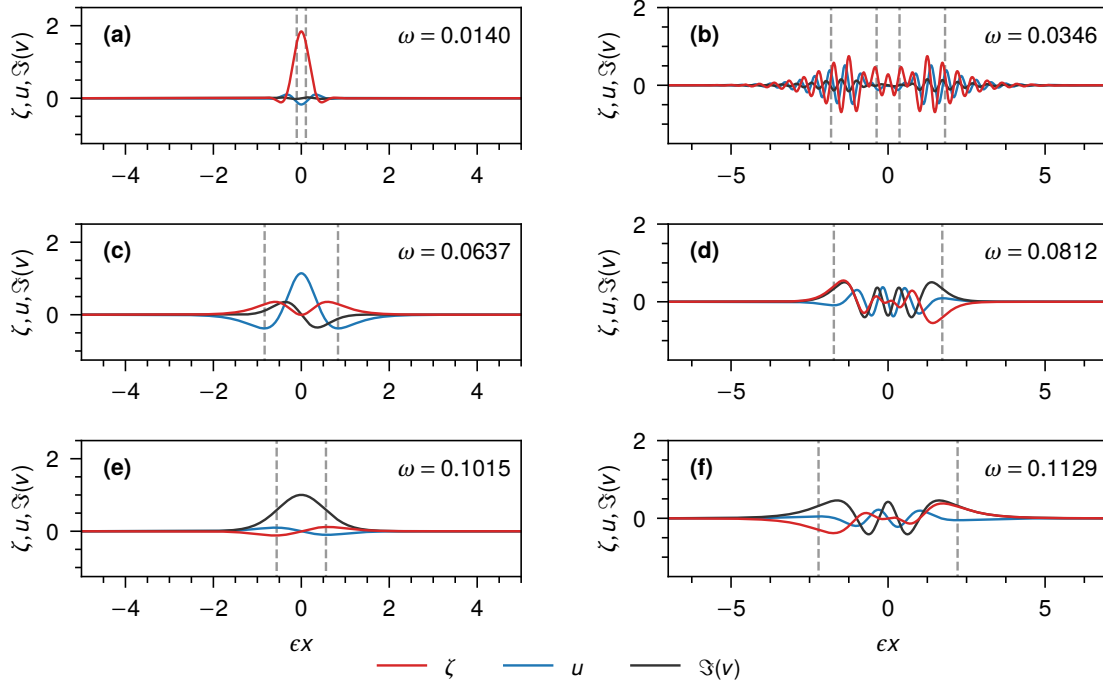 (a) ω = 0.0140
ζ, u, ℑ(v)
2
0
−4 −2 0 2 4
(b) ω = 0.0346
ζ, u, ℑ(v)
2
0
−5 0 5
(c) ω = 0.0637
ζ, u, ℑ(v)
2
0
−4 −2 0 2 4
(d) ω = 0.0812
ζ, u, ℑ(v)
2
0
−5 0 5
(e) ω = 0.1015
ζ, u, ℑ(v)
2
0
−4 −2 0 2 4
ϵx
(f) ω = 0.1129
ζ, u, ℑ(v)
2
0
−5 0 5
ϵx
ζ u ℑ(v)